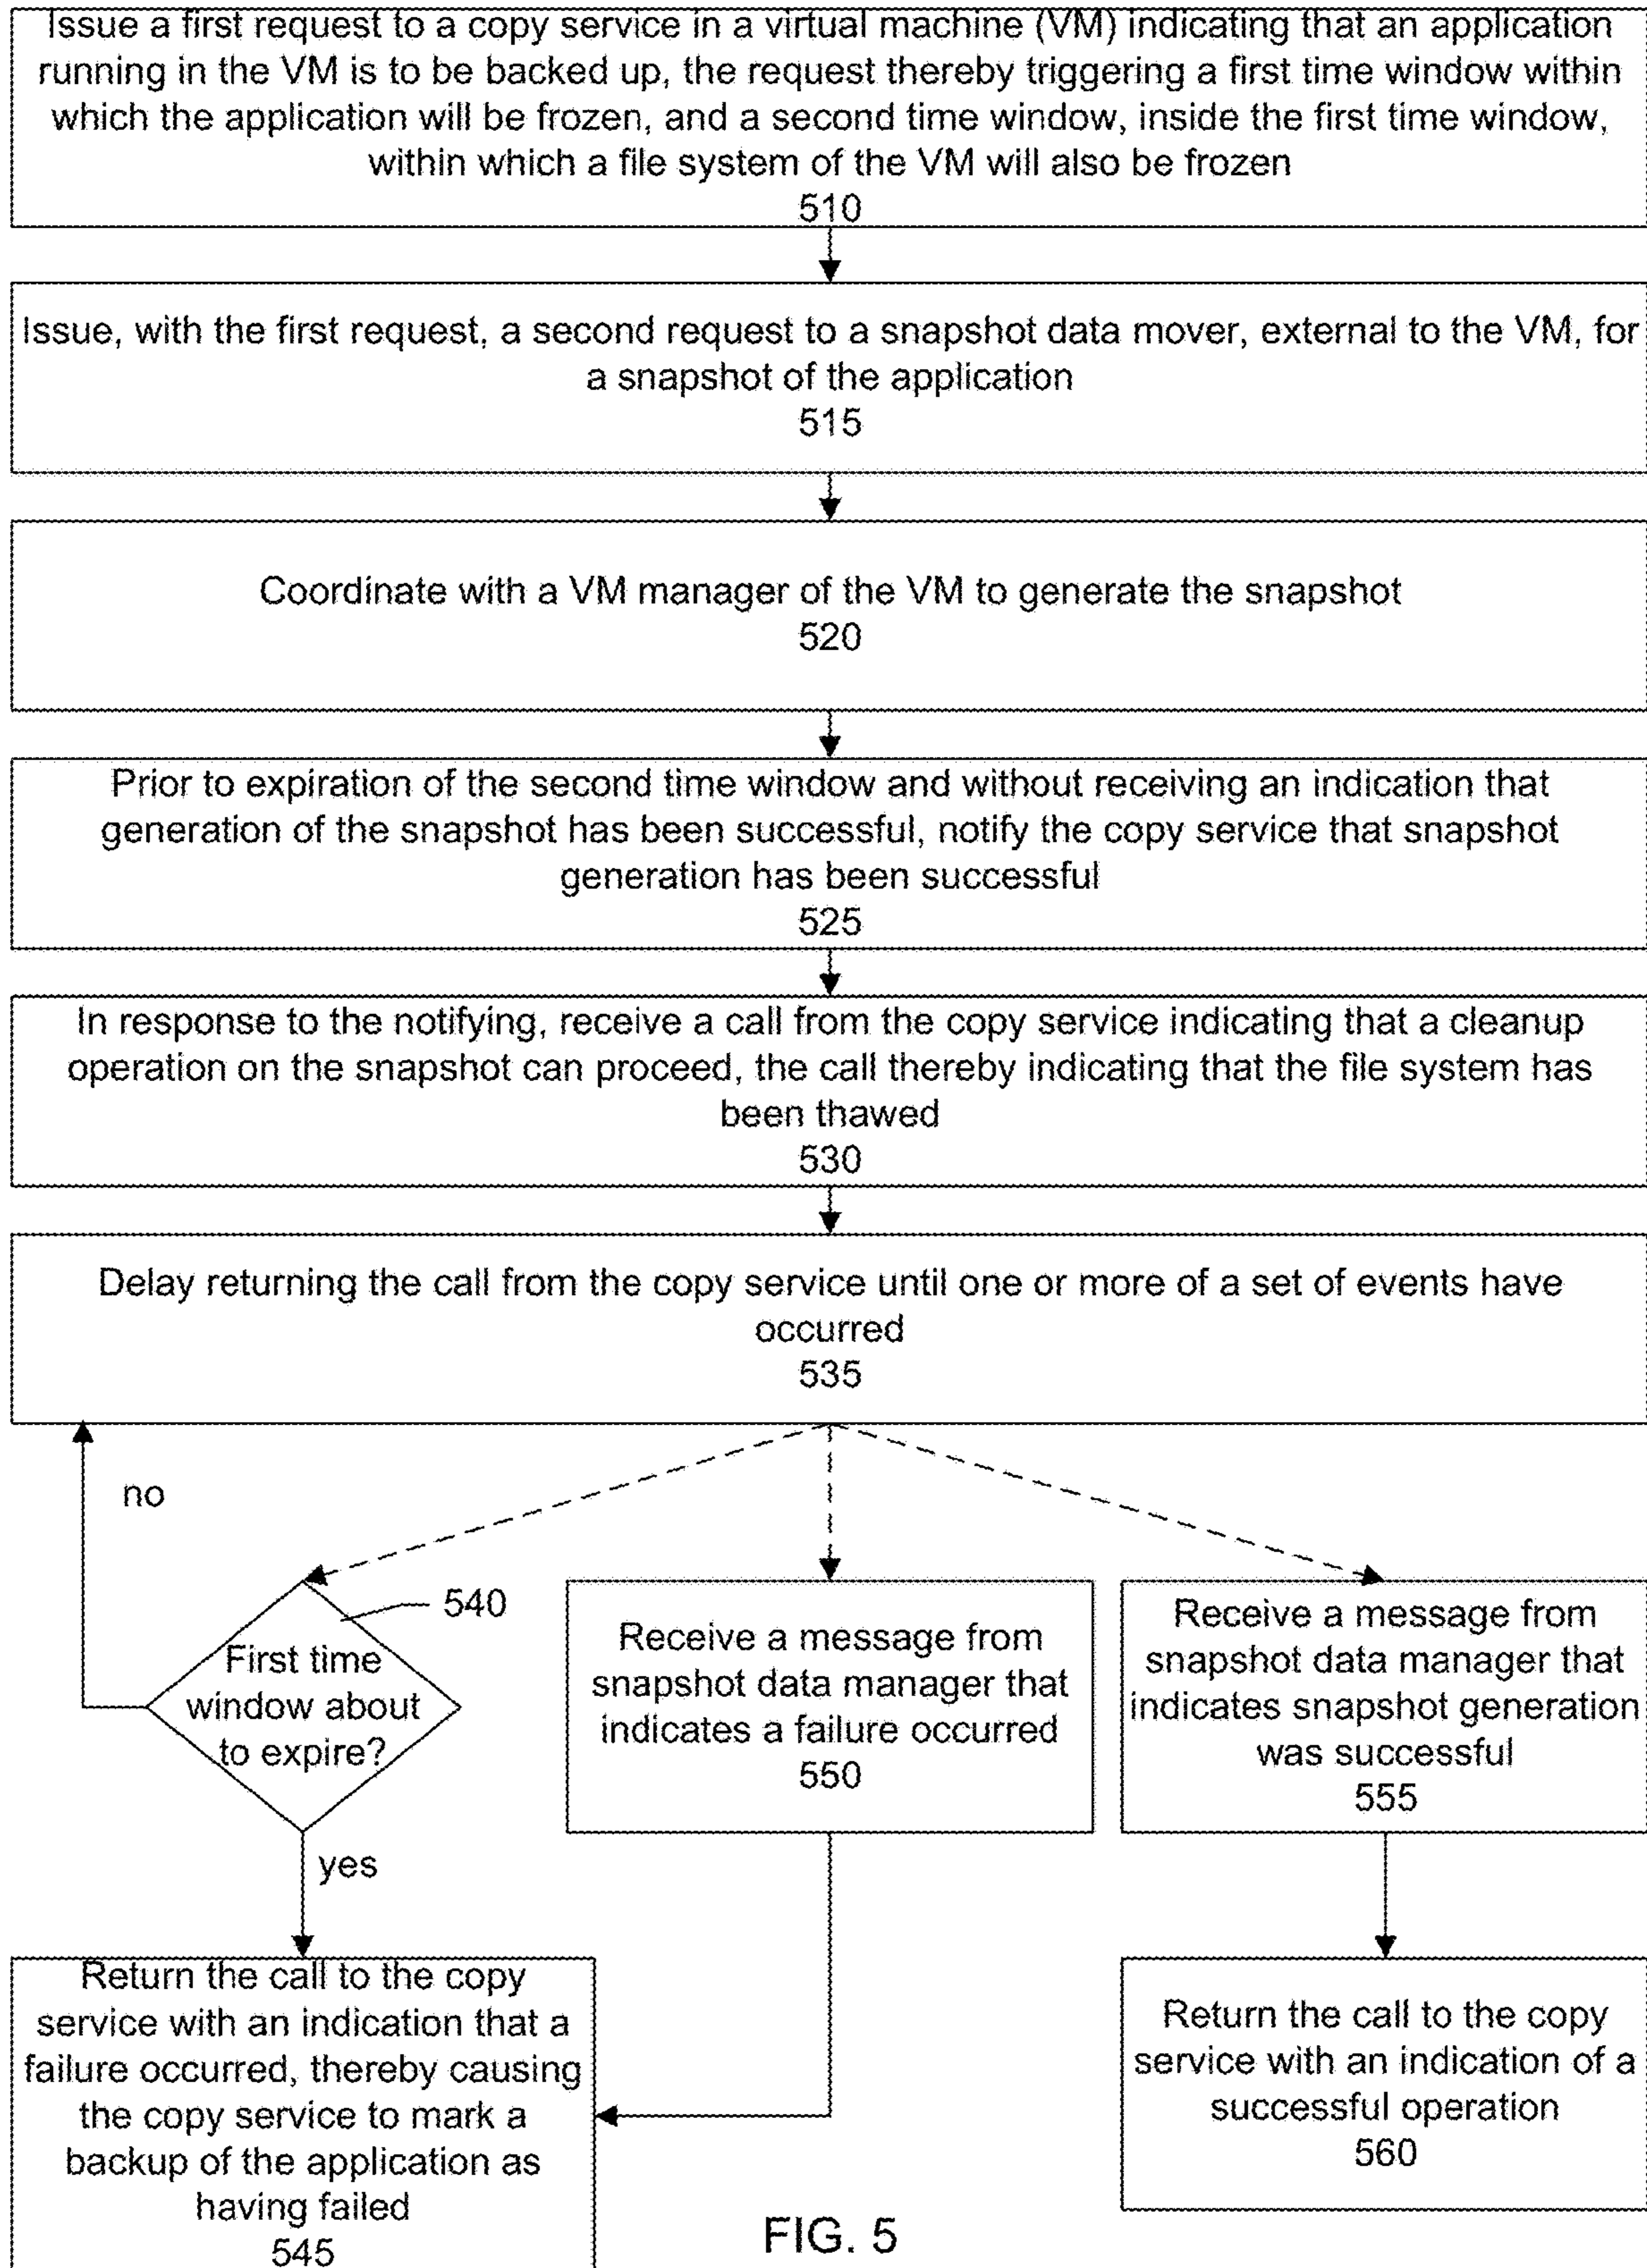 Issue a first request to a copy service in a virtual machine (VM) indicating that an application
running in the VM is to be backed up, the request thereby triggering a first time window within
which the application will be frozen, and a second time window, inside the first time window,
within which a file system of the VM will also be frozen
510
Issue, with the first request, a second request to a snapshot data mover, external to the VM, for
a snapshot of the application
515
Coordinate with a VM manager of the VM to generate the snapshot
520
Prior to expiration of the second time window and without receiving an indication that
generation of the snapshot has been successful, notify the copy service that snapshot
generation has been successful
525
In response to the notifying, receive a call from the copy service indicating that a cleanup
operation on the snapshot can proceed, the call thereby indicating that the file system has
been thawed
530
Delay returning the call from the copy service until one or more of a set of events have
occurred
535
no
540
First time
window about
to expire?
yes
Receive a message from
snapshot data manager that
indicates a failure occurred
550
Receive a message from
snapshot data manager that
indicates snapshot generation
was successful
555
Return the call to the copy
service with an indication that a
failure occurred, thereby causing
the copy service to mark a
backup of the application as
having failed
545
Return the call to the copy
service with an indication of a
successful operation
560
FIG. 5